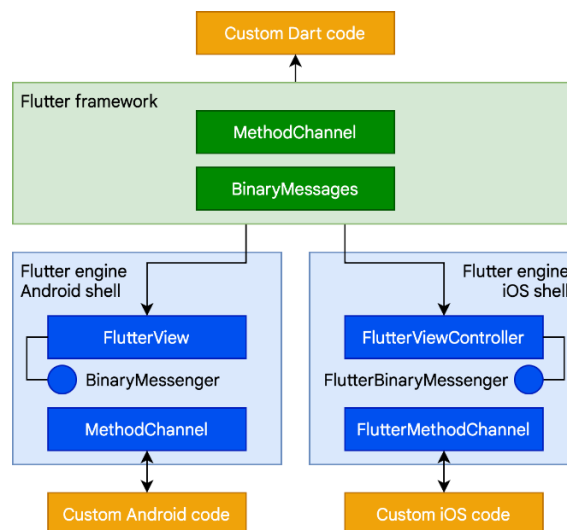 Custom Dart code
Flutter framework
MethodChannel
BinaryMessages
Flutter engine
Android shell
FlutterView
BinaryMessenger
MethodChannel
Custom Android code
Flutter engine
iOS shell
FlutterViewController
FlutterBinaryMessenger
FlutterMethodChannel
Custom iOS code